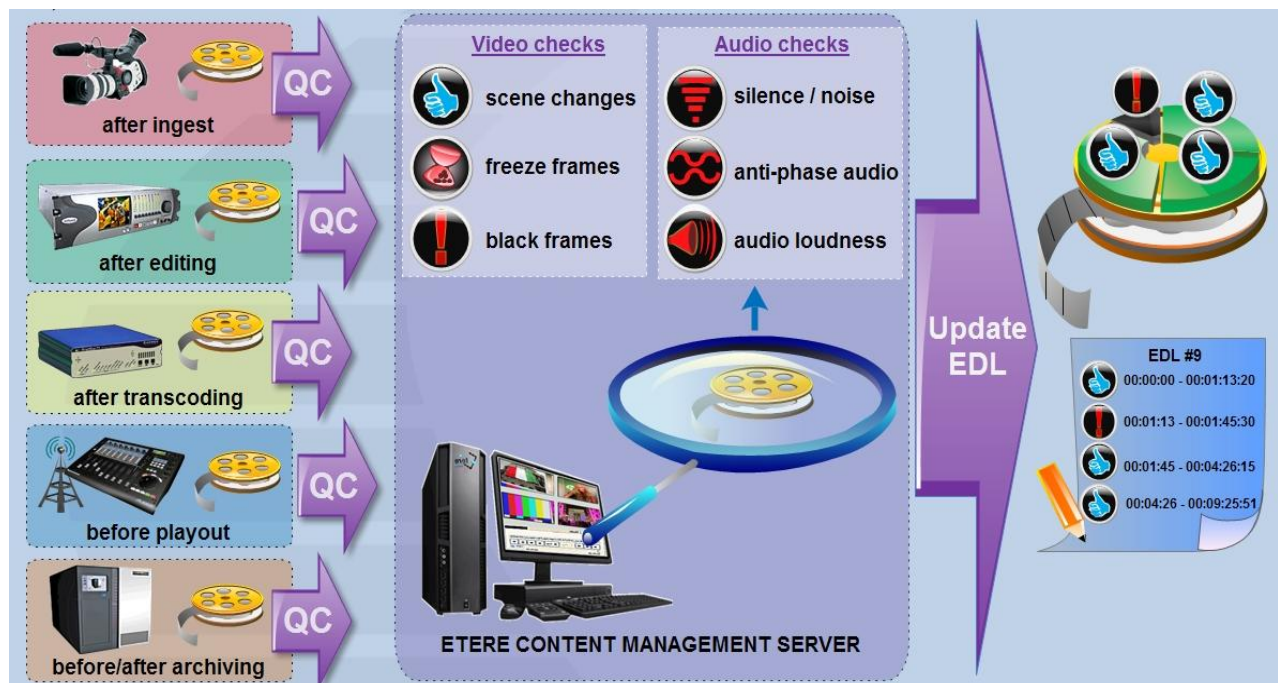 after ingest
QC
after editing
QC
after transcoding
QC
before playout
QC
before/after archiving
QC
Video checks
scene changes
freeze frames
black frames
Audio checks
silence / noise
anti-phase audio
audio loudness
ETERE CONTENT MANAGEMENT SERVER
Update
EDL
EDL #9
00:00:00 - 00:01:13:20
00:01:13 - 00:01:45:30
00:01:45 - 00:04:26:15
00:04:26 - 00:09:25:51